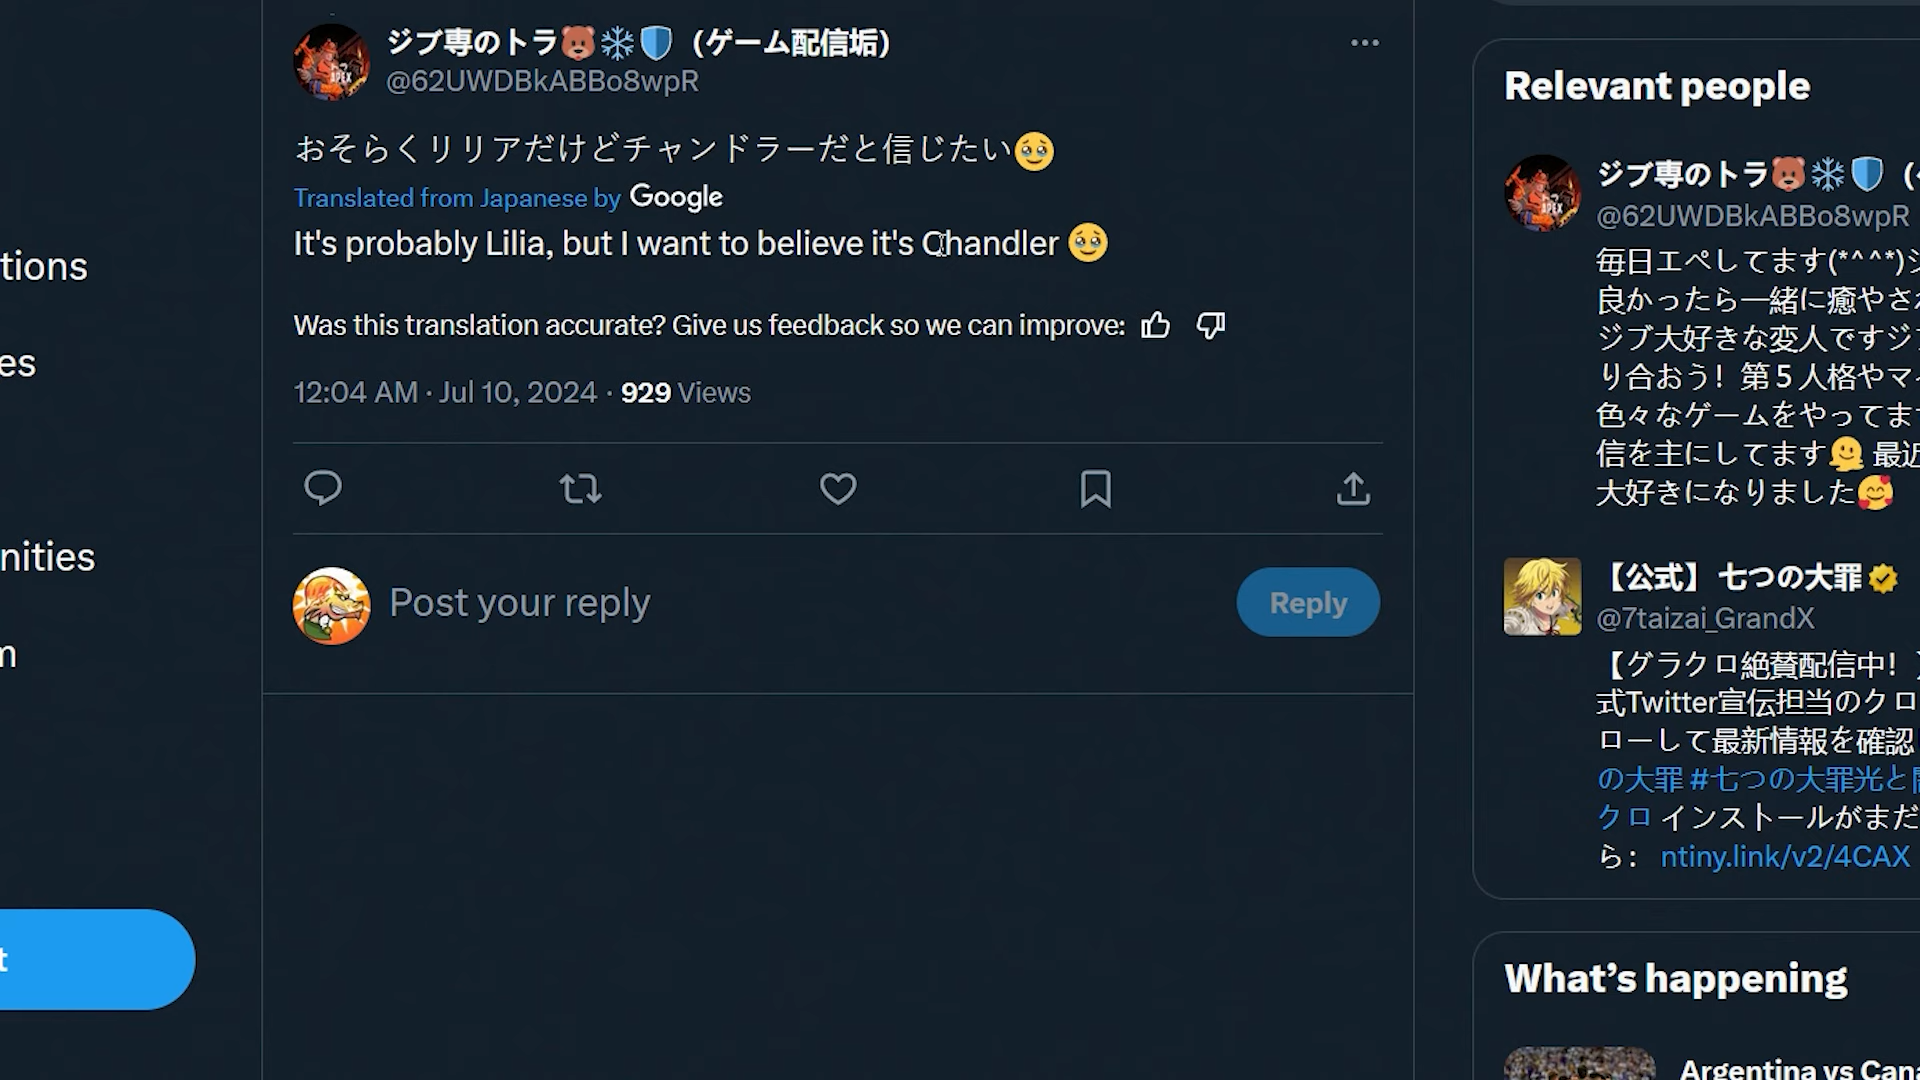 ジブ専のトラ🐻❄️🛡️（ゲーム配信垢）
@62UWDBkABBo8wpR
おそらくリリアだけどチャンドラーだと信じたい🥹
Translated from Japanese by Google
It's probably Lilia, but I want to believe it's Chandler 🥹
Was this translation accurate? Give us feedback so we can improve:
12:04 AM · Jul 10, 2024 · 929 Views
Post your reply
Reply
tions
es
nities
m
t
Relevant people
ジブ専のトラ🐻❄️🛡️（
@62UWDBkABBo8wpR
毎日エペしてます(*^^*)ジ
良かったら一緒に癒やされ
ジブ大好きな変人ですジブ
り合おう！第５人格やマイ
色々なゲームをやってます
信を主にしてます🫠 最近
大好きになりました🥰
【公式】七つの大罪
@7taizai_GrandX
【グラクロ絶賛配信中！】
式Twitter宣伝担当のクロ
ローして最新情報を確認
の大罪 #七つの大罪光と闇
クロ インストールがまだ
ら： ntiny.link/v2/4CAX
What's happening
Argentina vs Cana